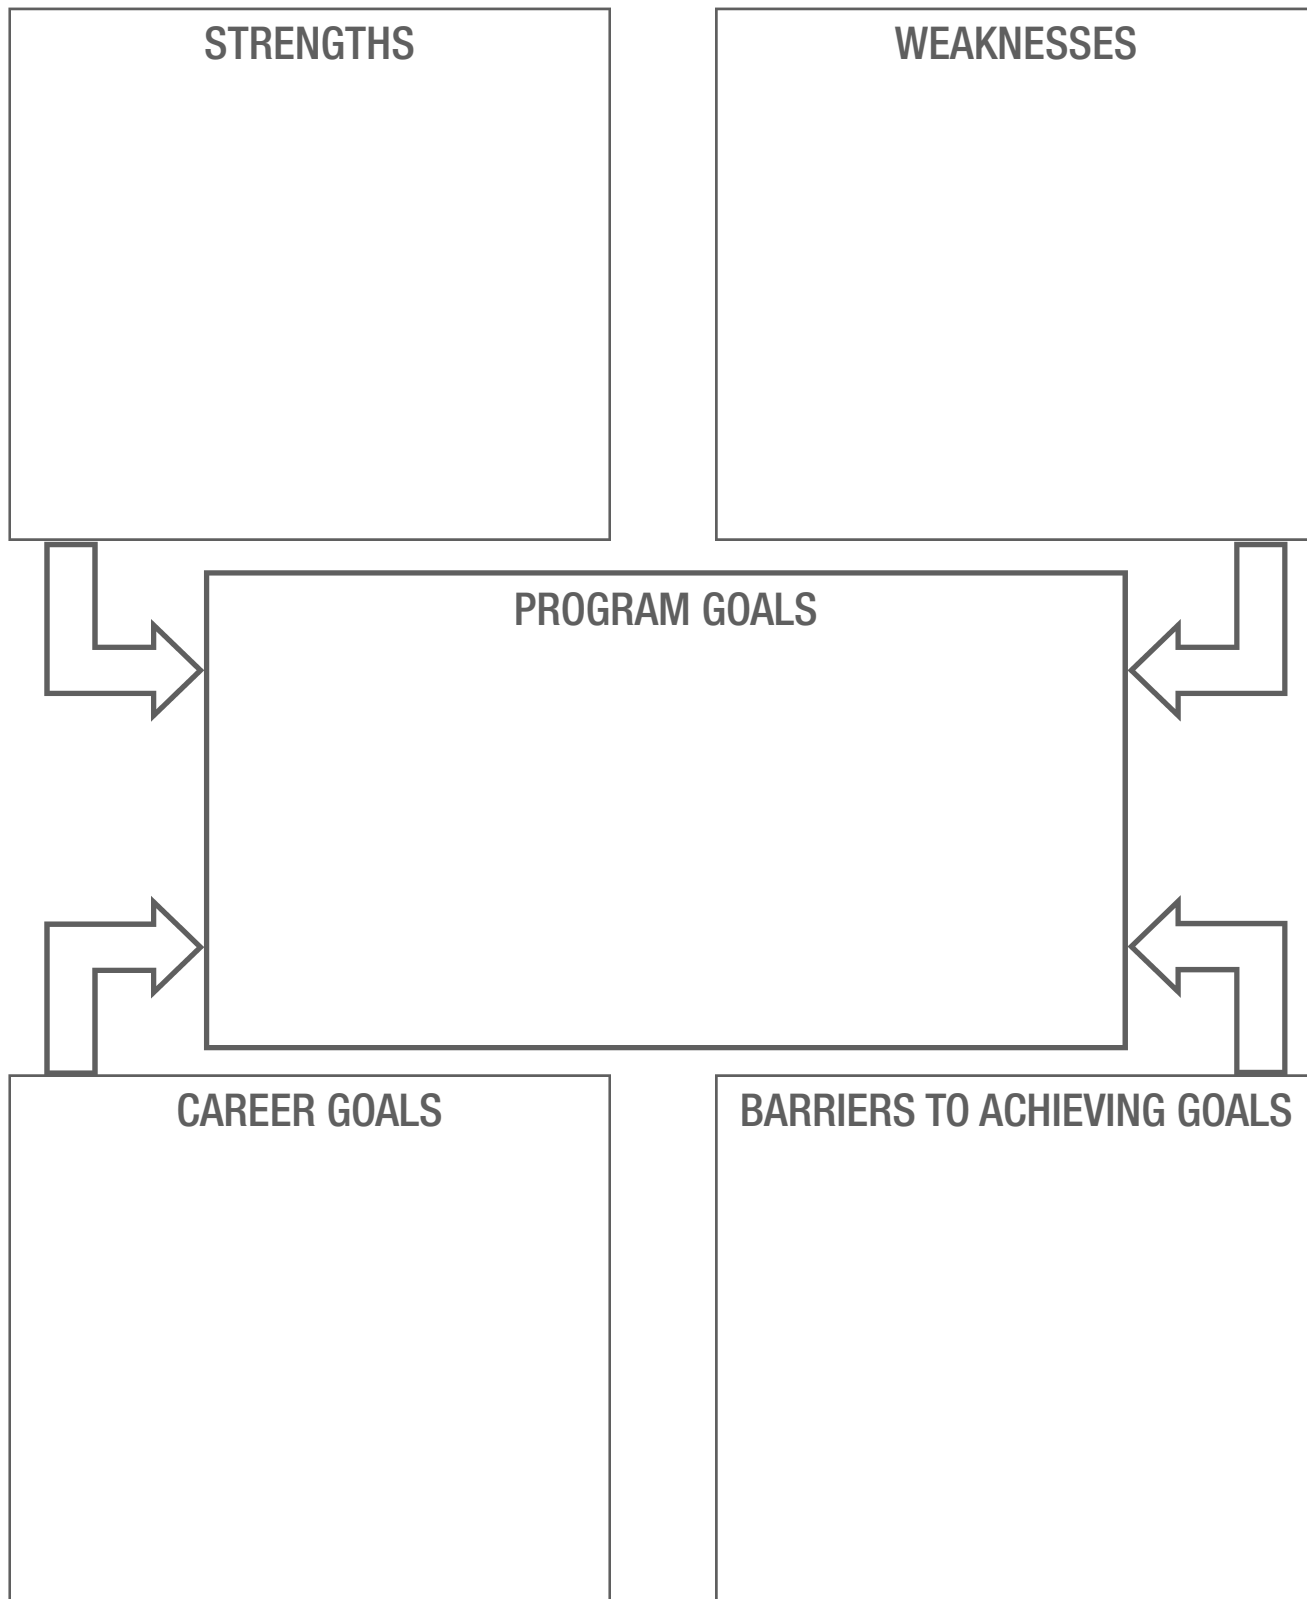 STRENGTHS
WEAKNESSES
PROGRAM GOALS
CAREER GOALS
BARRIERS TO ACHIEVING GOALS